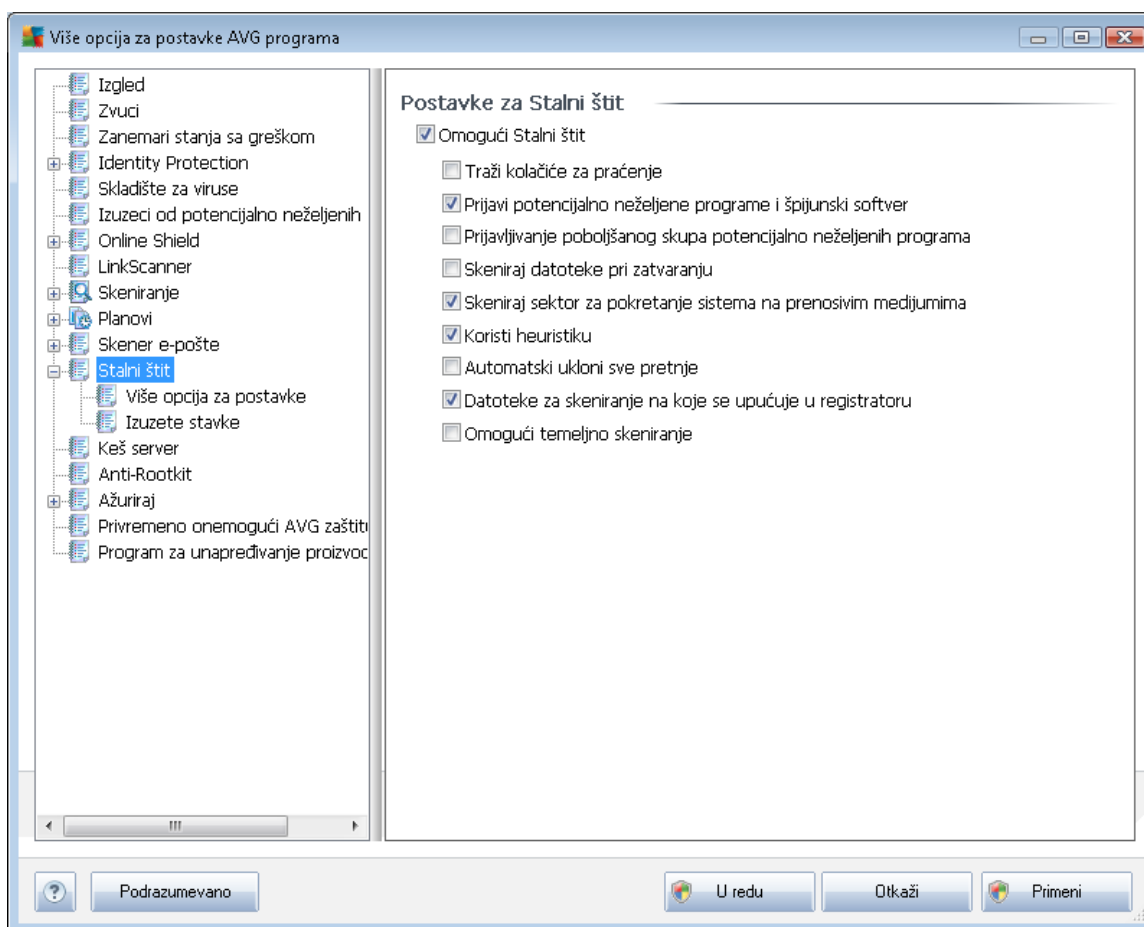 Više opcija za postavke AVG programa
Izgled
Zvuci
Zanemari stanja sa greškom
Identity Protection
Skladište za viruse
Izuzeci od potencijalno neželjenih
Online Shield
LinkScanner
Skeniranje
Planovi
Skener e-pošte
Stalni štit
Više opcija za postavke
Izuzete stavke
Keš server
Anti-Rootkit
Ažuriraj
Privremeno onemogući AVG zaštitu
Program za unapređivanje proizvod
Postavke za Stalni štit
Omogući Stalni štit
Traži kolačiće za praćenje
Prijavi potencijalno neželjene programe i špijunski softver
Prijavljivanje poboljšanog skupa potencijalno neželjenih programa
Skeniraj datoteke pri zatvaranju
Skeniraj sektor za pokretanje sistema na prenosivim medijumima
Koristi heuristiku
Automatski ukloni sve pretnje
Datoteke za skeniranje na koje se upućuje u registratoru
Omogući temeljno skeniranje
?
Podrazumevano
U redu
Otkaži
Primeni